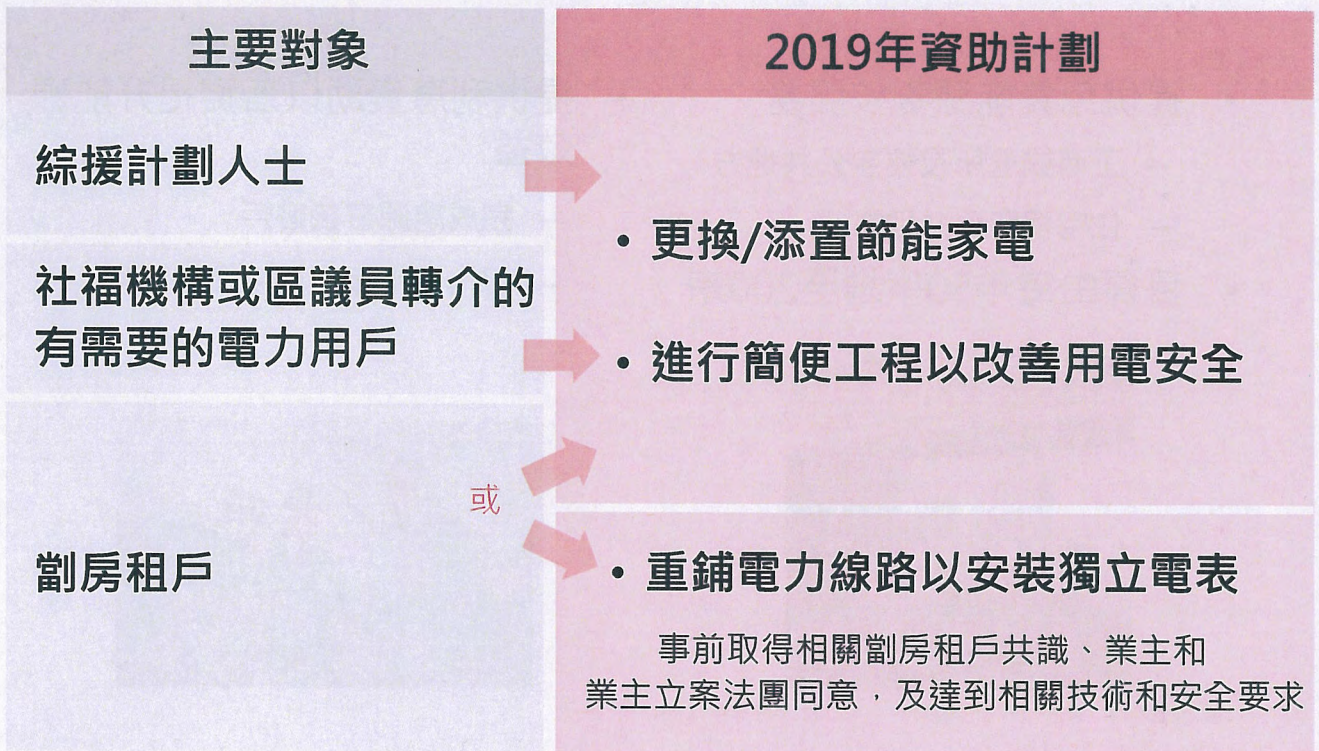 主要對象
2019年資助計劃
綜援計劃人士
社福機構或區議員轉介的
有需要的電力用戶
• 更換/添置節能家電
• 進行簡便工程以改善用電安全
或
劏房租戶
• 重鋪電力線路以安裝獨立電表
事前取得相關劏房租戶共識、業主和
業主立案法團同意，及達到相關技術和安全要求